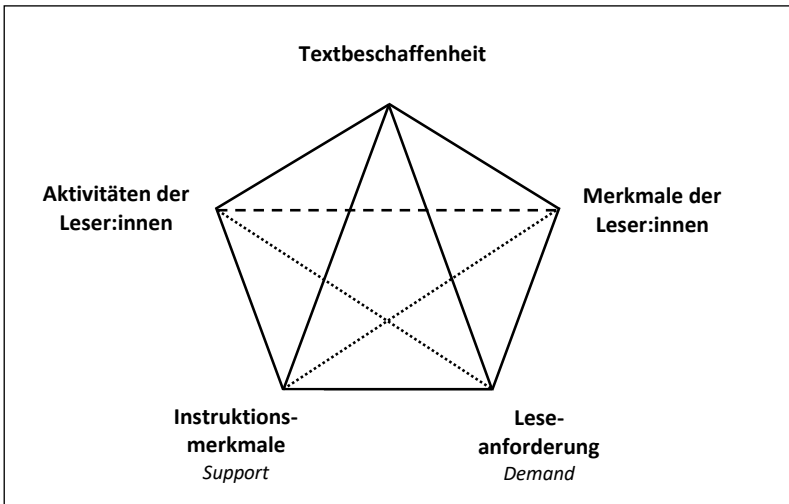 Textbeschaffenheit
Aktivitäten der
Leser:innen
Merkmale der
Leser:innen
Instruktions-
merkmale
Support
Lese-
anforderung
Demand